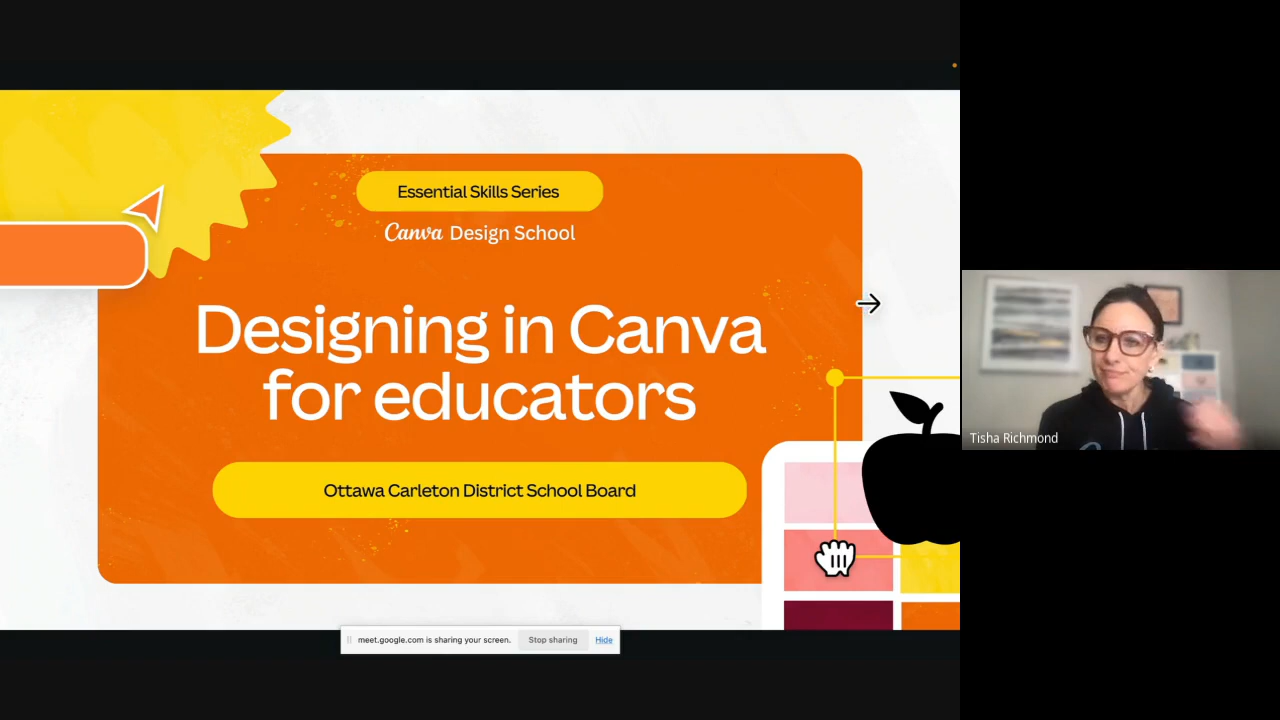 Essential Skills Series
Canva Design School
Designing in Canva
for educators
Ottawa Carleton District School Board
meet.google.com is sharing your screen. Stop sharing Hide
Tisha Richmond